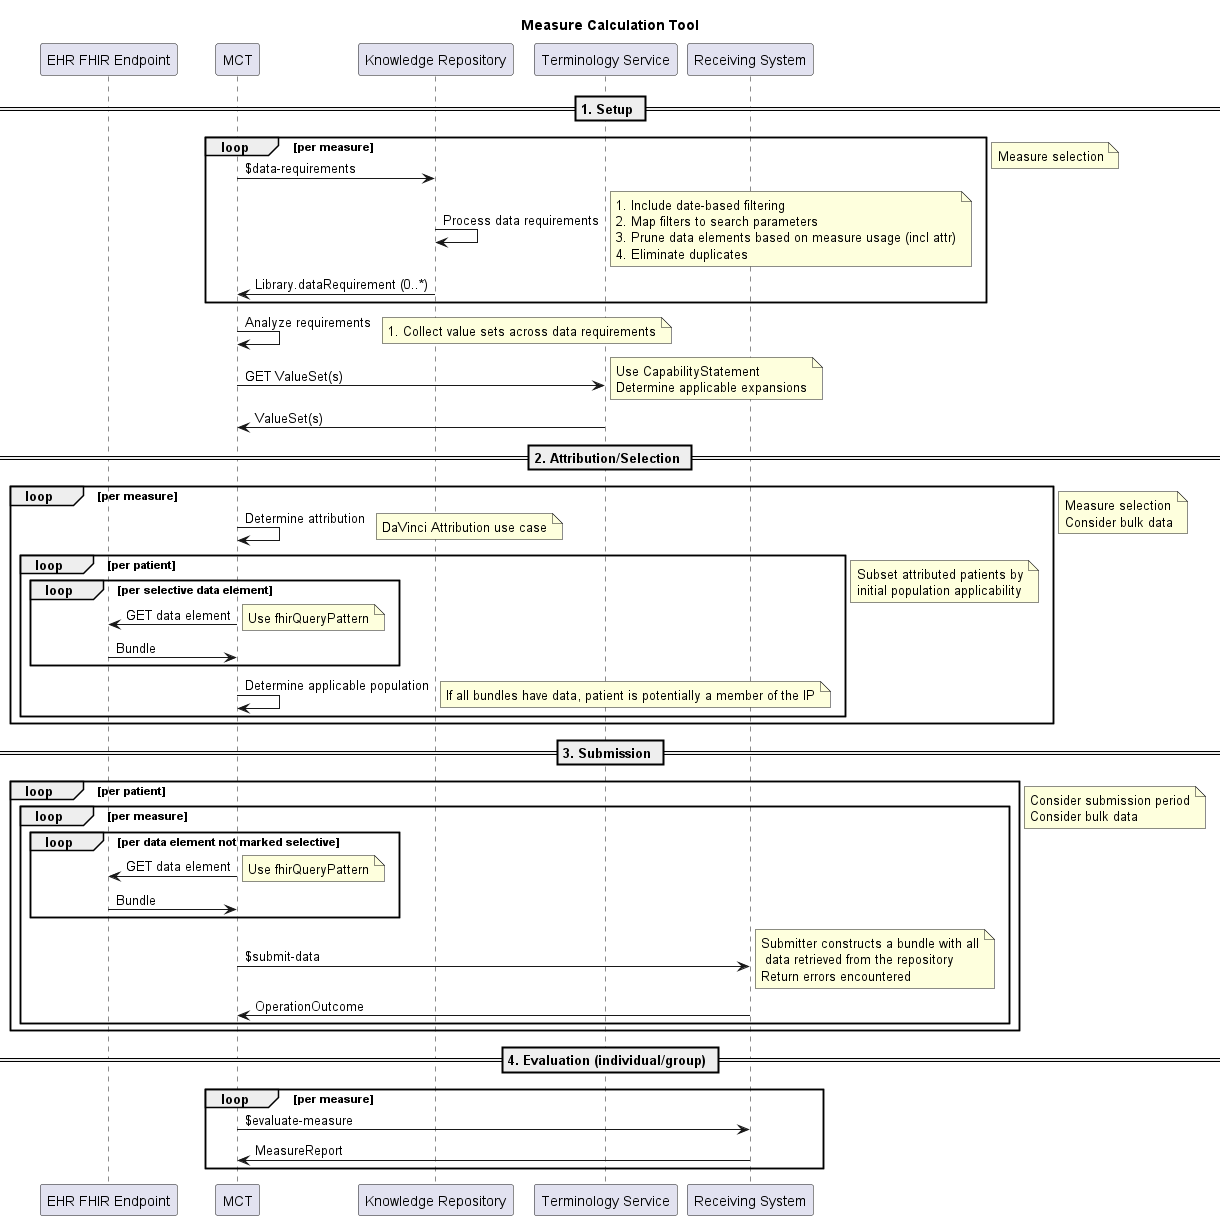 Measure Calculation Tool
EHR FHIR Endpoint
MCT
Knowledge Repository
Terminology Service
Receiving System
1. Setup
loop
[per measure]
Measure selection
$data-requirements
Process data requirements
1. Include date-based filtering
2. Map filters to search parameters
3. Prune data elements based on measure usage (incl attr)
4. Eliminate duplicates
Library.dataRequirement (0..*)
Analyze requirements
1. Collect value sets across data requirements
GET ValueSet(s)
Use CapabilityStatement
Determine applicable expansions
ValueSet(s)
2. Attribution/Selection
loop
[per measure]
Measure selection
Consider bulk data
Determine attribution
DaVinci Attribution use case
loop
[per patient]
Subset attributed patients by
initial population applicability
loop
[per selective data element]
GET data element
Use fhirQueryPattern
Bundle
Determine applicable population
If all bundles have data, patient is potentially a member of the IP
3. Submission
loop
[per patient]
Consider submission period
Consider bulk data
loop
[per measure]
loop
[per data element not marked selective]
GET data element
Use fhirQueryPattern
Bundle
$submit-data
Submitter constructs a bundle with all
data retrieved from the repository
Return errors encountered
OperationOutcome
4. Evaluation (individual/group)
loop
[per measure]
$evaluate-measure
MeasureReport
EHR FHIR Endpoint
MCT
Knowledge Repository
Terminology Service
Receiving System